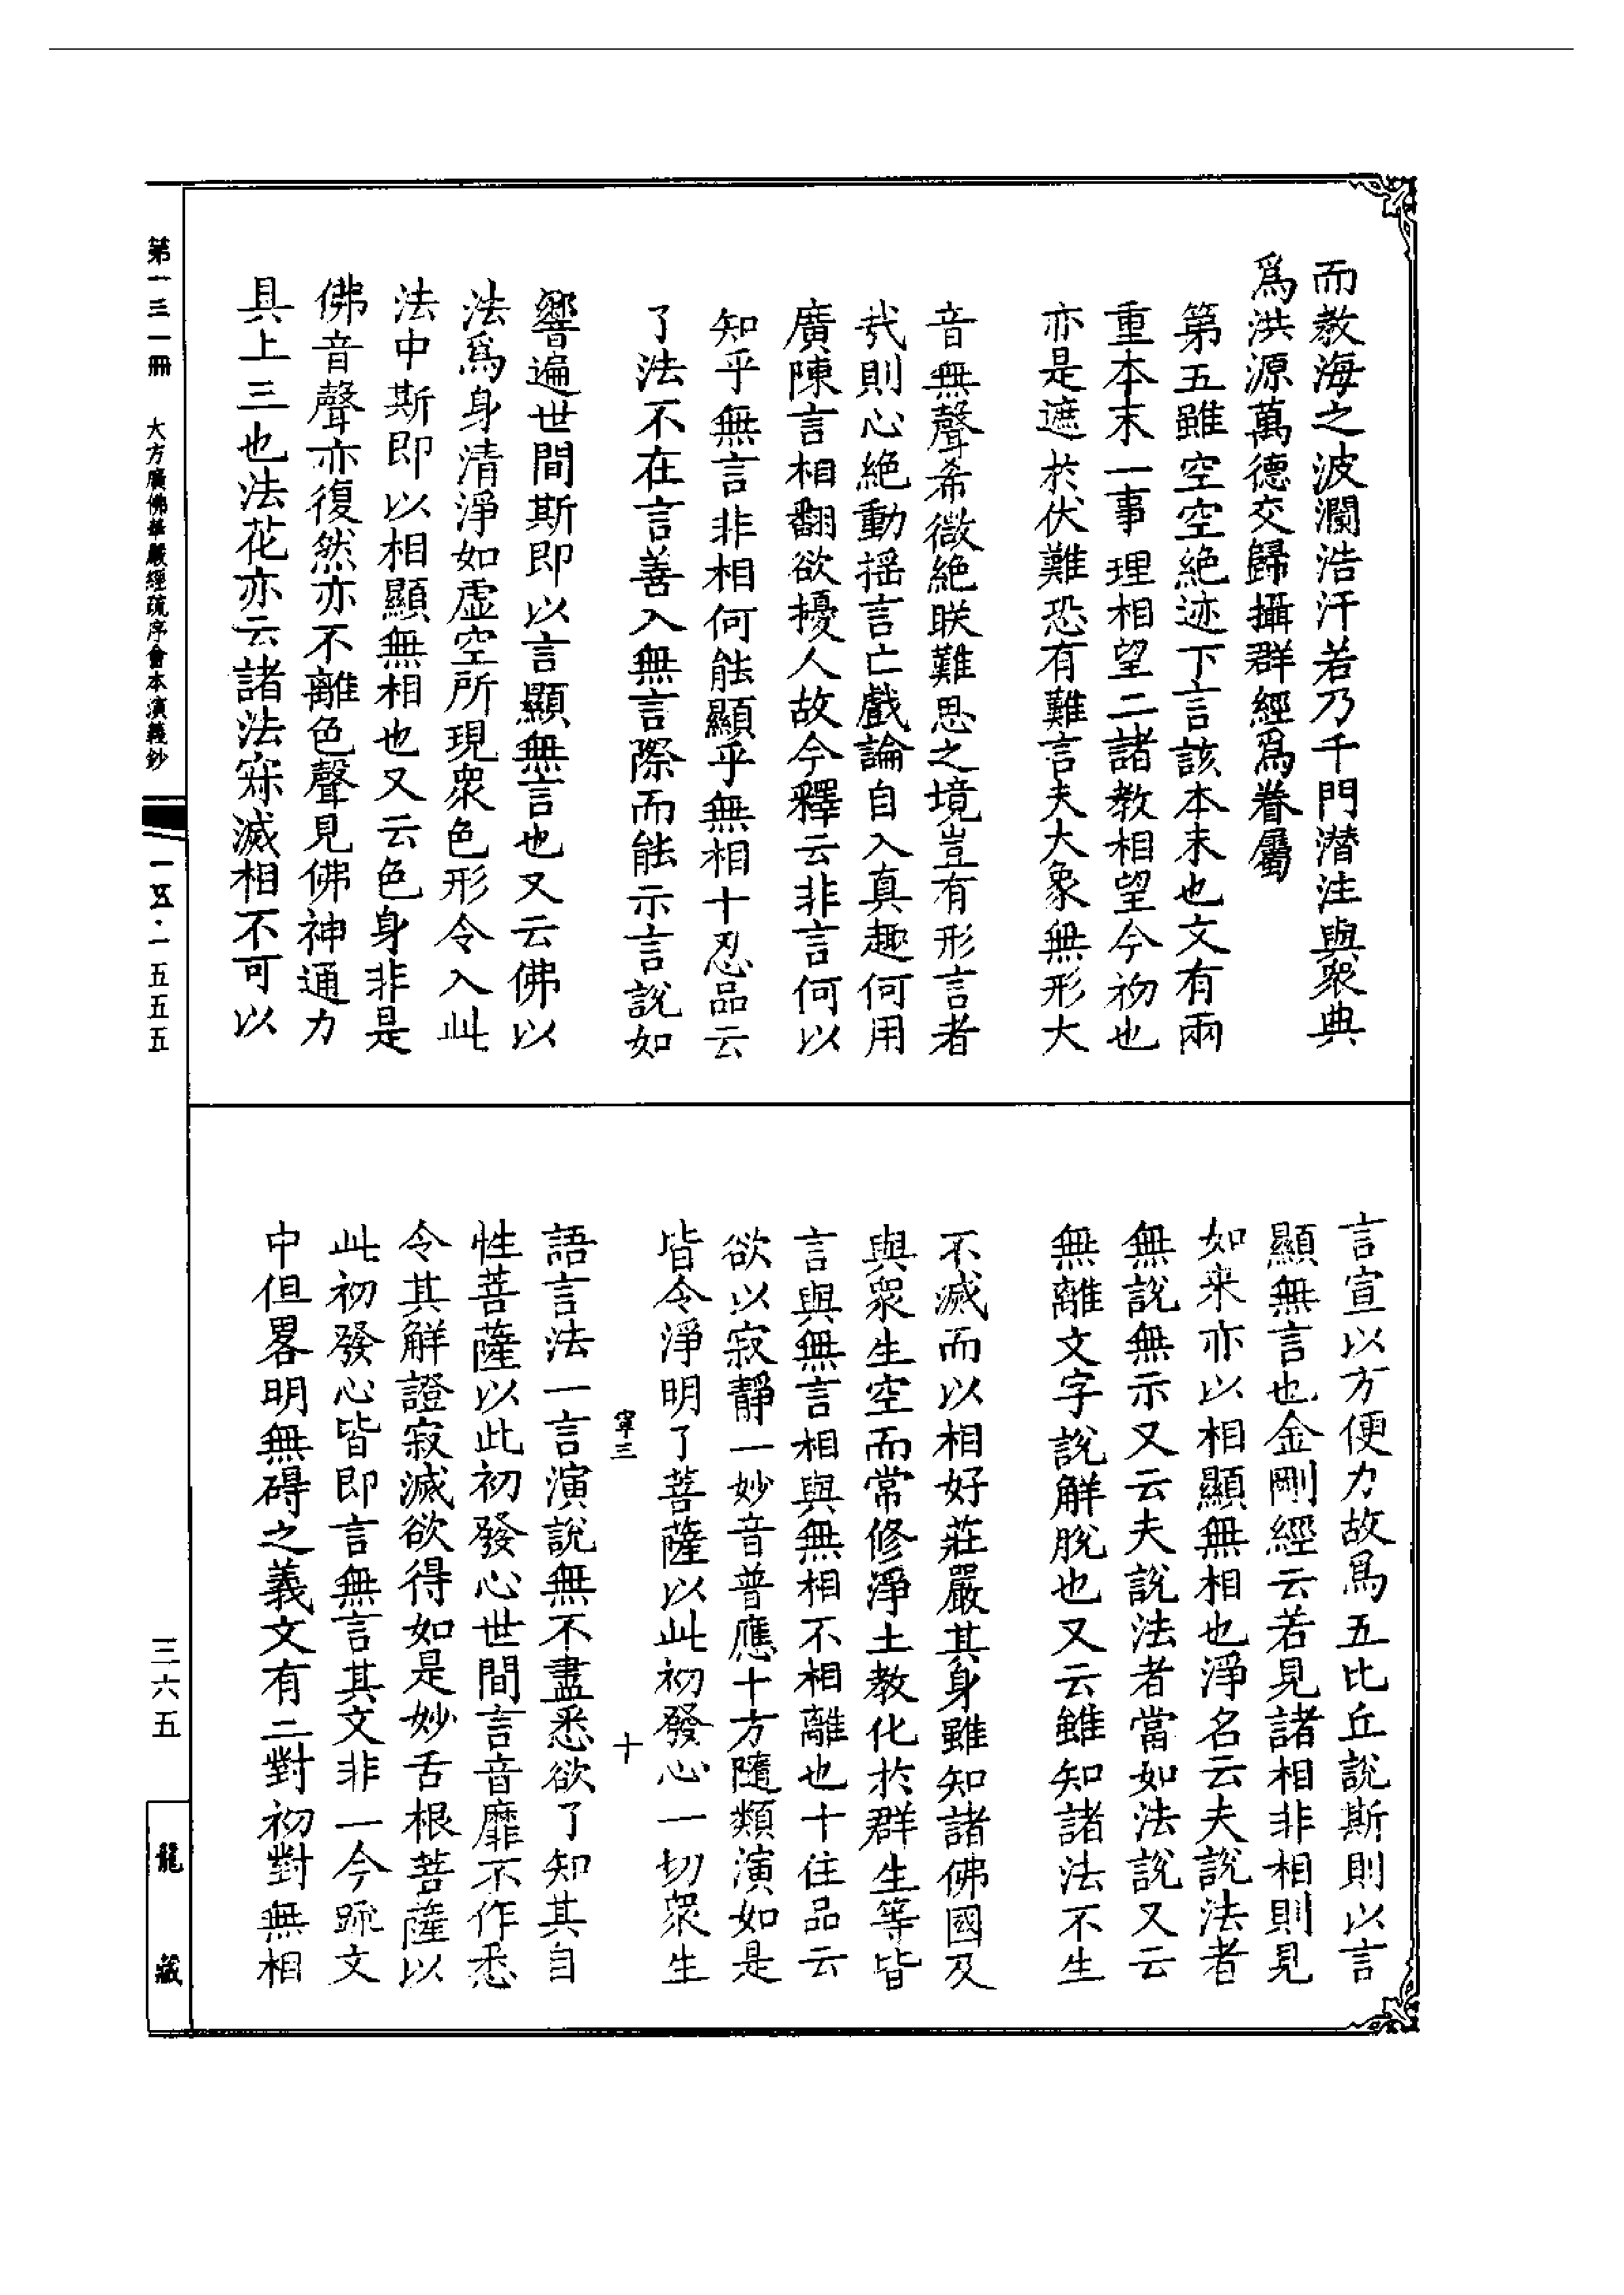 而教海之波瀾浩汗若乃千門潛注與眾典
爲洪源萬德交歸攝群經爲眷屬
第五雖空空絕迹下言該本末也文有兩
重本末一事理相望二諸教相望今初也
亦是遮於伏難恐有難言夫大象無形大
音無聲希微絕眹難思之境豈有形言者
㢤則心絕動摇言亡戲論自入真趣何用
廣陳言相翻欲擾人故今釋云非言何以
知乎無言非相何能顯乎無相十忍品云
了法不在言善入無言際而能示言說如
響遍世間斯即以言顯無言也又云佛以
法爲身清淨如虛空所現眾色形令入此
法中斯即以相顯無相也又云色身非是
佛音聲亦復然亦不離色聲見佛神通力
具上三也法花亦云諸法寂滅相不可以
言宣以方便力故爲五比丘說斯則以言
顯無言也金剛經云若見諸相非相則見
如来亦以相顯無相也淨名云夫說法者
無說無示又云夫說法者當如法說又云
無離文字說解脫也又云雖知諸法不生
不滅而以相好莊嚴其身雖知諸佛國及
與眾生空而常修淨土教化於群生等皆
言與無言相與無相不相離也十住品云
欲以寂靜一妙音普應十方隨類演如是
皆令淨明了菩薩以此初發心一切眾生
寧三 十
語言法一言演說無不盡悉欲了知其自
性菩薩以此初發心世間言音靡不作悉
令其解證寂滅欲得如是妙舌根菩薩以
此初發心皆即言無言其文非一今䟽文
中但畧明無碍之義文有二對初對無相
第一三一冊 大方廣佛華嚴經疏序會本演義鈔
一五·一五五五
三六五
龍藏